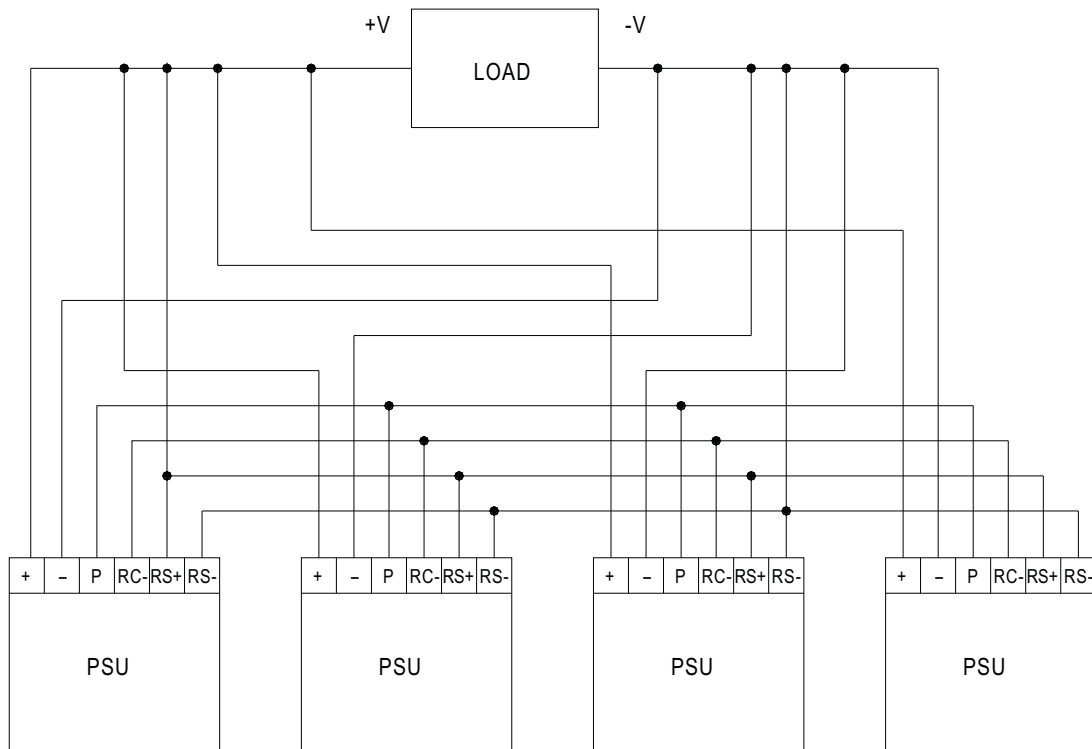 +V
-V
LOAD
+ – P RC- RS+ RS-
+ – P RC- RS+ RS-
+ – P RC- RS+ RS-
+ – P RC- RS+ RS-
PSU
PSU
PSU
PSU